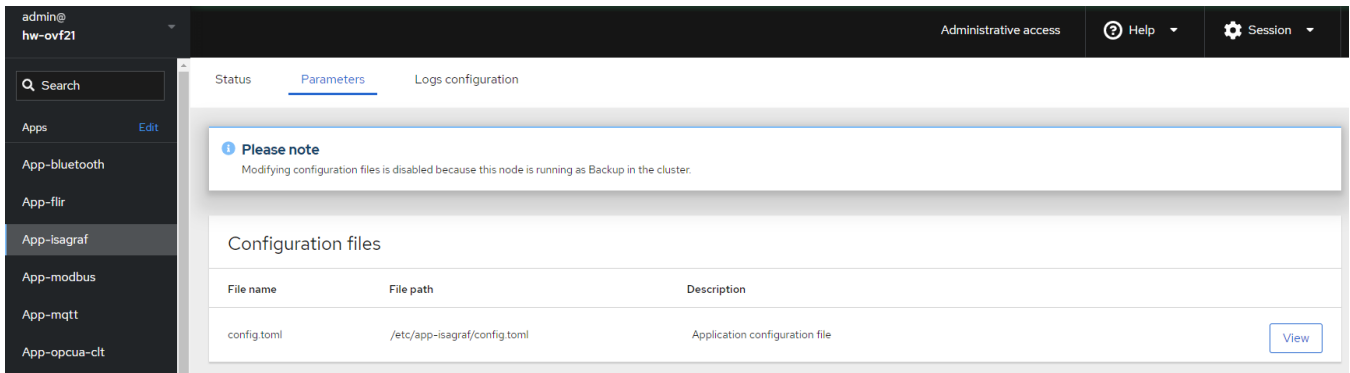 admin@
hw-ovf21
Administrative access
Help
Session
Search
Apps
Edit
App-bluetooth
App-flir
App-isagraf
App-modbus
App-mqtt
App-opcua-clt
Status
Parameters
Logs configuration
Please note
Modifying configuration files is disabled because this node is running as Backup in the cluster.
Configuration files
File name
File path
Description
config.toml
/etc/app-isagraf/config.toml
Application configuration file
View